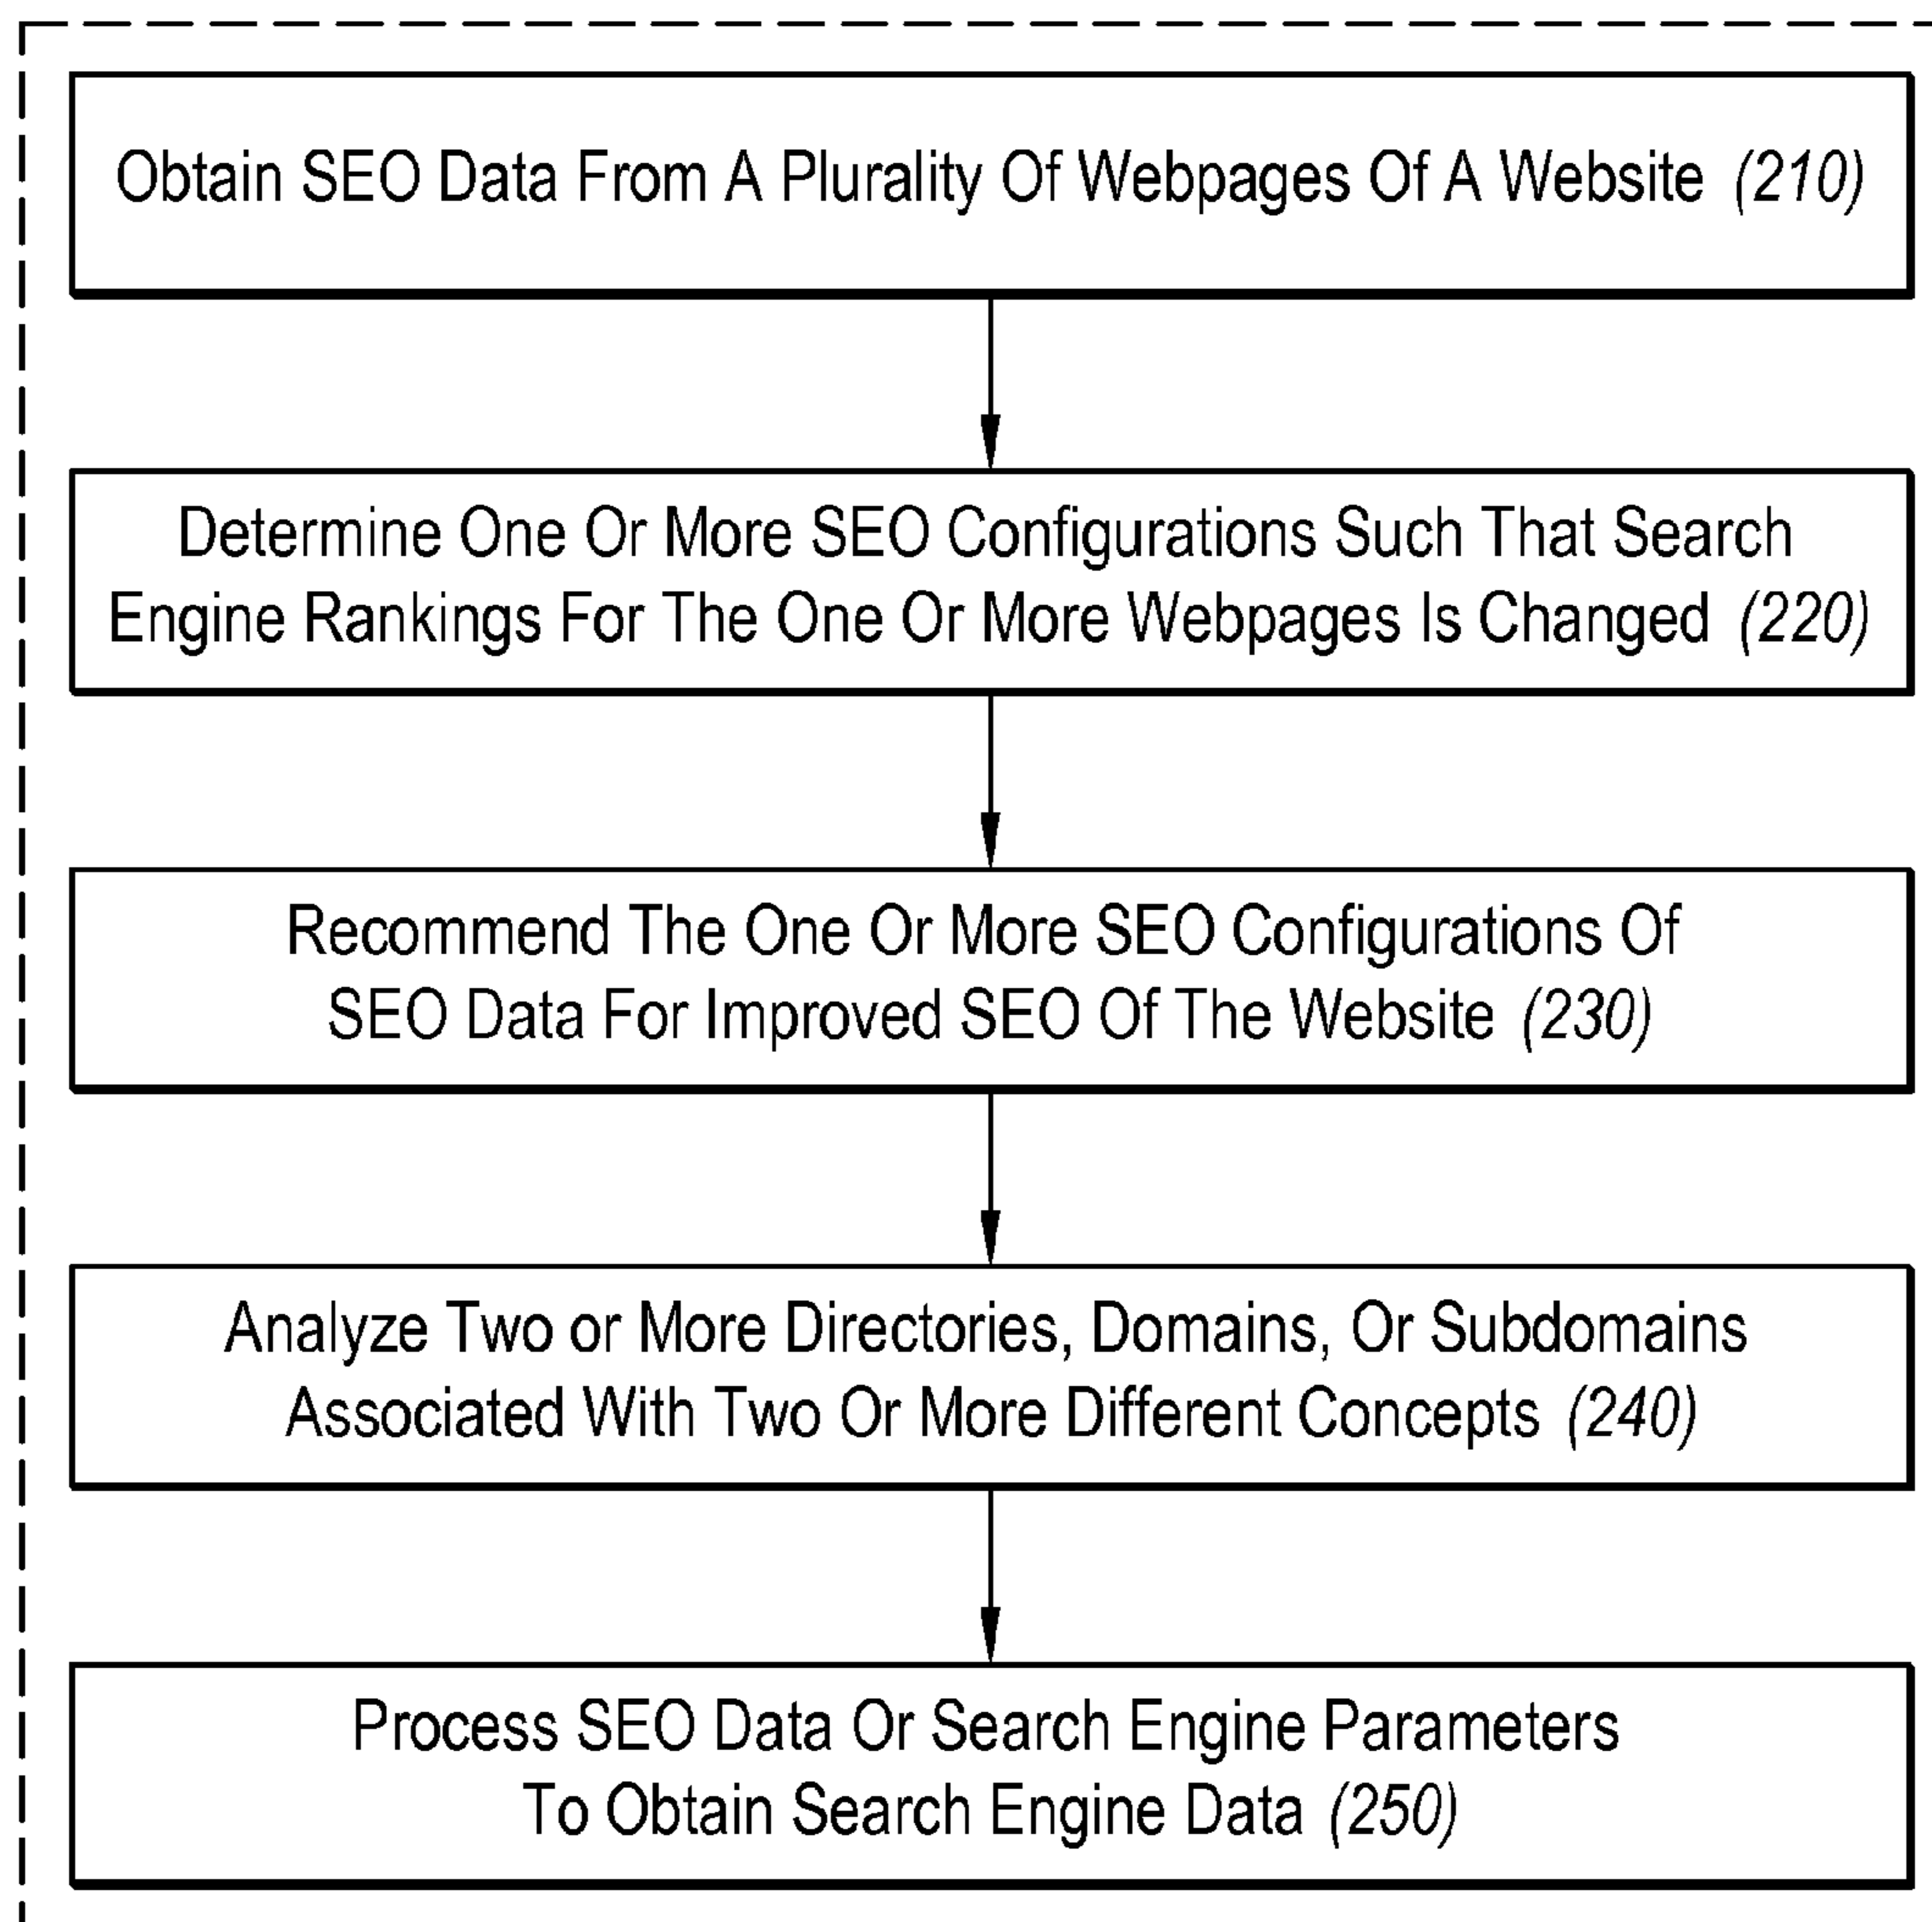 Obtain SEO Data From A Plurality Of Webpages Of A Website (210)
Determine One Or More SEO Configurations Such That Search
Engine Rankings For The One Or More Webpages Is Changed (220)
Recommend The One Or More SEO Configurations Of
SEO Data For Improved SEO Of The Website (230)
Analyze Two or More Directories, Domains, Or Subdomains
Associated With Two Or More Different Concepts (240)
Process SEO Data Or Search Engine Parameters
To Obtain Search Engine Data (250)